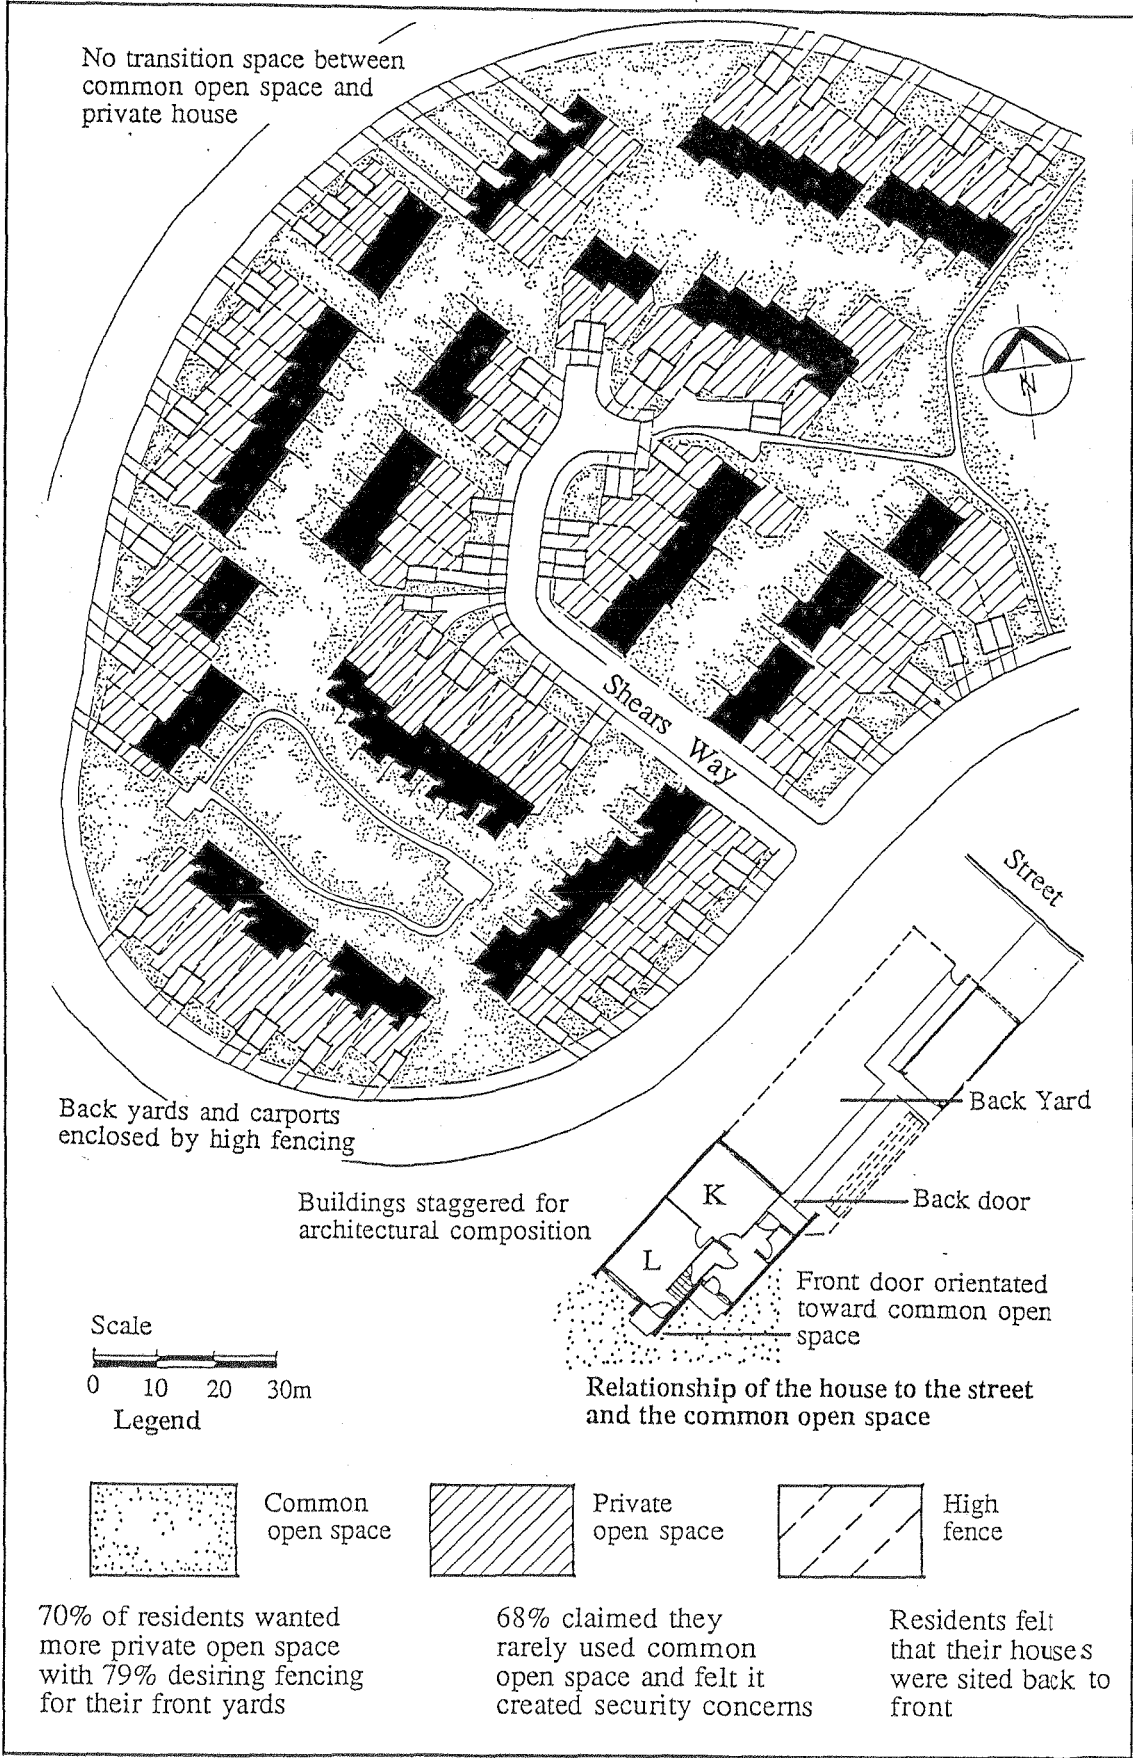 No transition space between
common open space and
private house
N
Shears
Way
Street
Back yards and carports
enclosed by high fencing
Back Yard
Buildings staggered for
architectural composition
K
Back door
L
Front door orientated
toward common open
space
Scale
0 10 20 30m
Legend
Relationship of the house to the street
and the common open space
Common
open space
Private
open space
High
fence
70% of residents wanted
more private open space
with 79% desiring fencing
for their front yards
68% claimed they
rarely used common
open space and felt it
created security concerns
Residents felt
that their houses
were sited back to
front